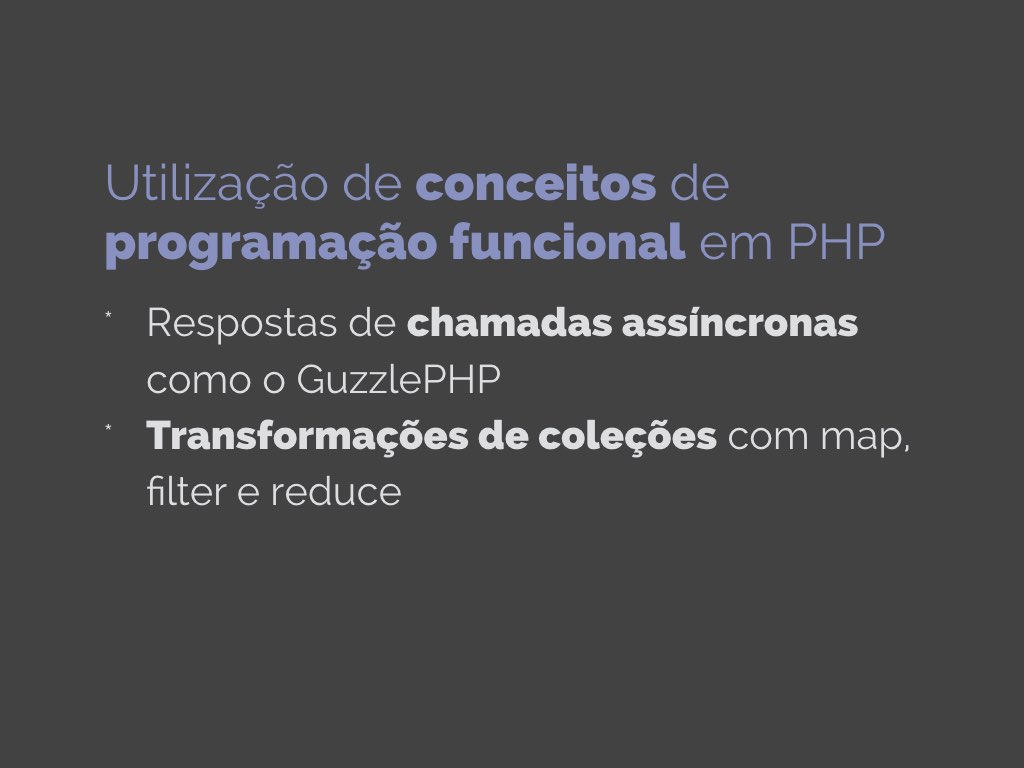 Utilização de conceitos de
programação funcional em PHP
* Respostas de chamadas assíncronas
como o GuzzlePHP
* Transformações de coleções com map,
filter e reduce